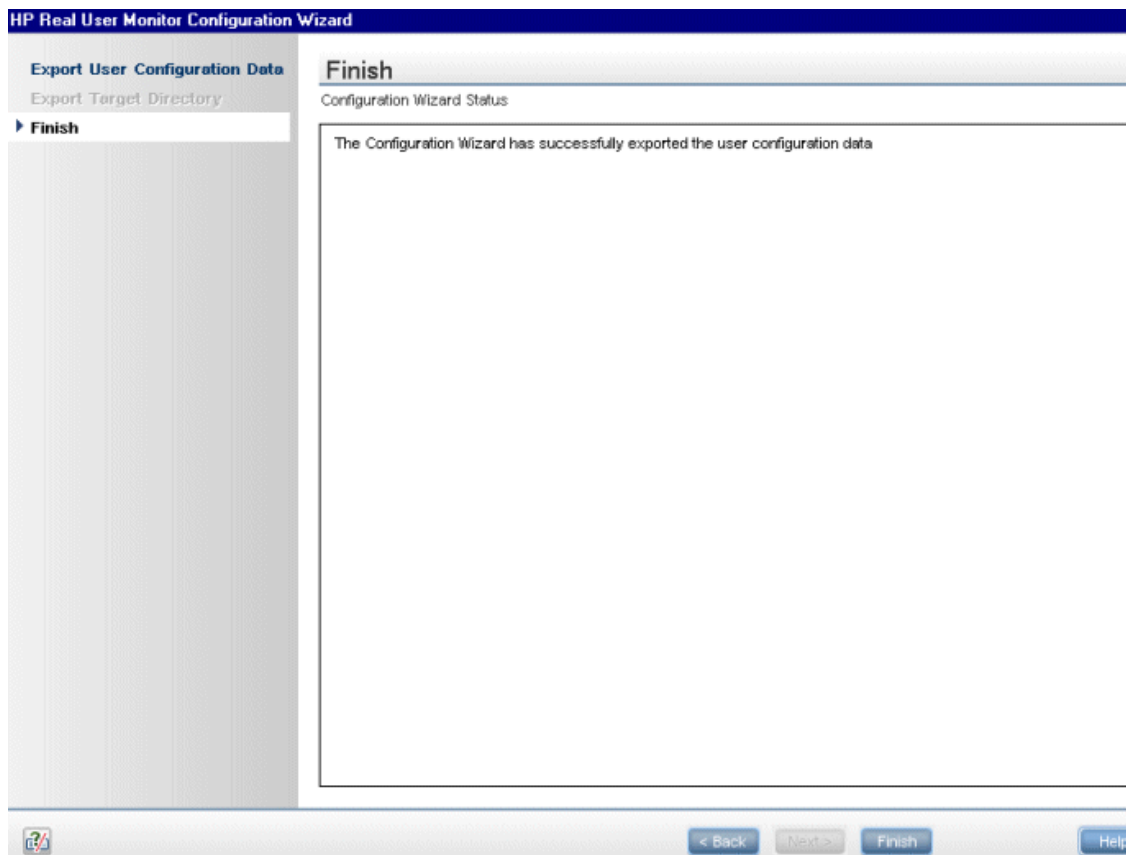 HP Real User Monitor Configuration Wizard
Export User Configuration Data
Export Target Directory
Finish
Finish
Configuration Wizard Status
The Configuration Wizard has successfully exported the user configuration data
< Back
Next >
Finish
Help